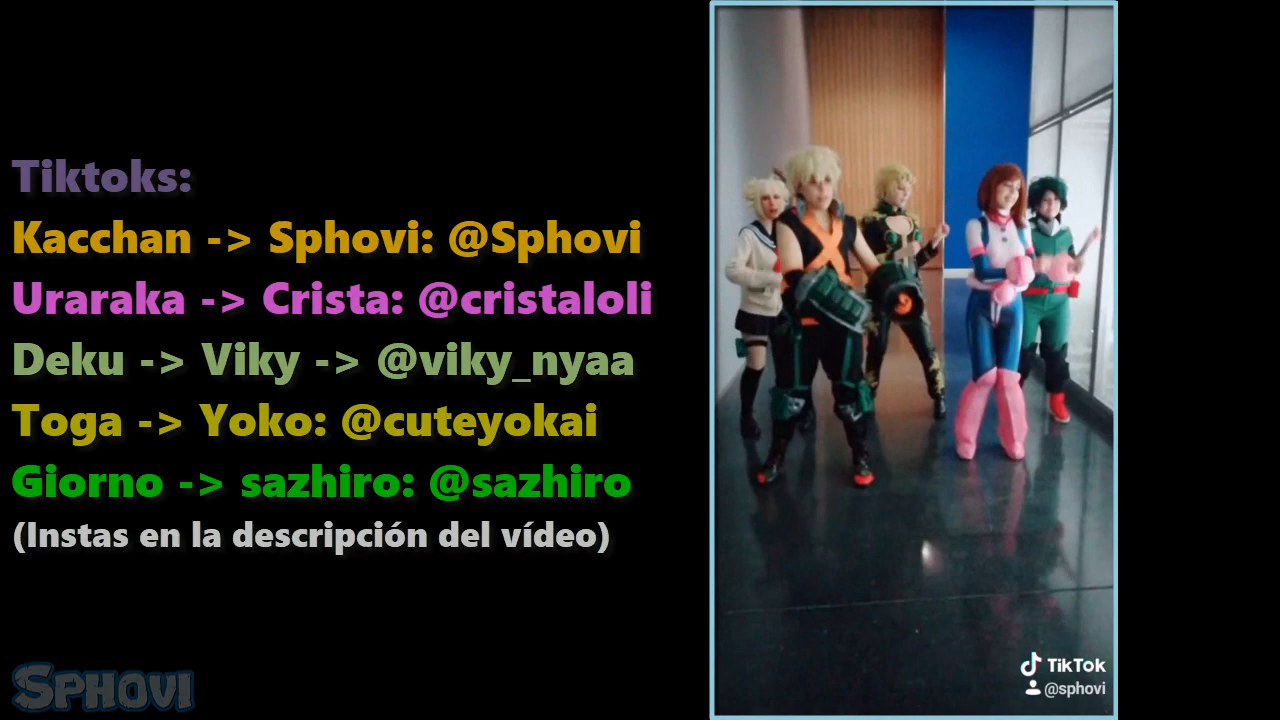 Tiktoks:
Kacchan -> Sphovi: @Sphovi
Uraraka -> Crista: @cristaloli
Deku -> Viky -> @viky_nyaa
Toga -> Yoko: @cuteyokai
Giorno -> sazhiro: @sazhiro
(Instas en la descripción del vídeo)
SPHOVI
TikTok
@sphovi